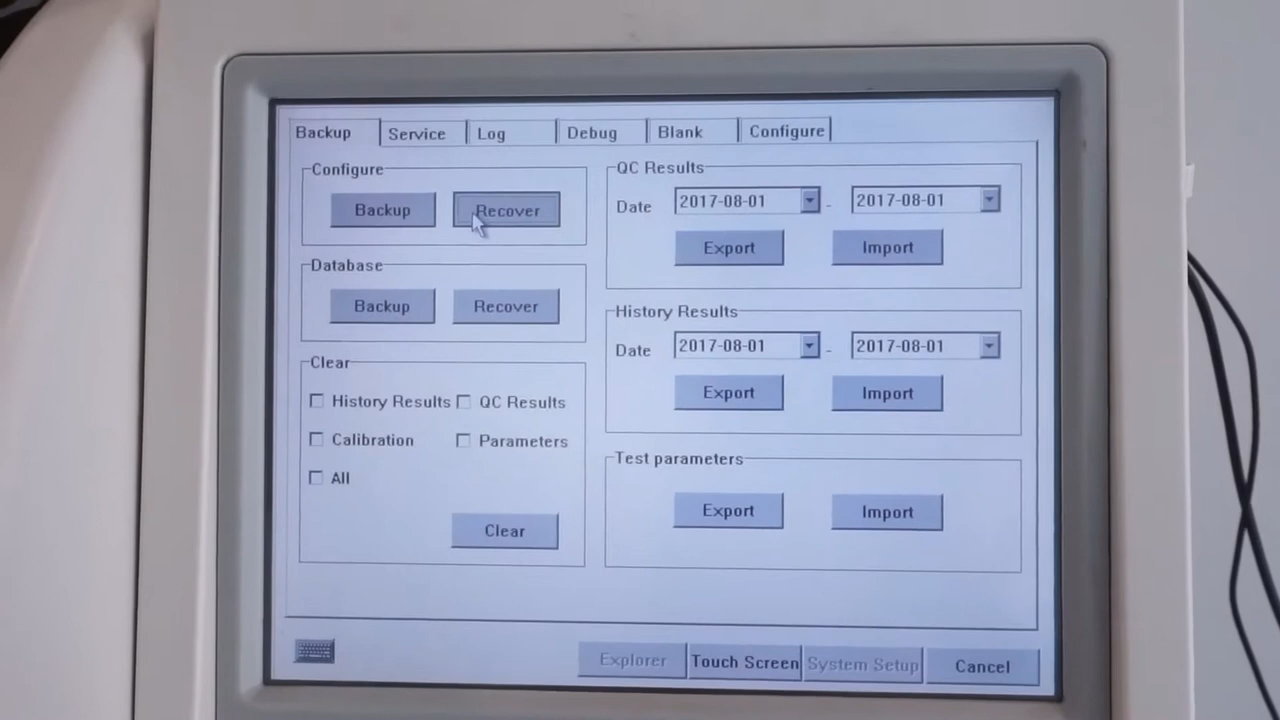 Backup Service Log Debug Blank Configure
Configure
Backup Recover
Database
Backup Recover
Clear
History Results QC Results
Calibration Parameters
All
Clear
QC Results
Date 2017-08-01 - 2017-08-01
Export Import
History Results
Date 2017-08-01 - 2017-08-01
Export Import
Test parameters
Export Import
Explorer Touch Screen System Setup Cancel